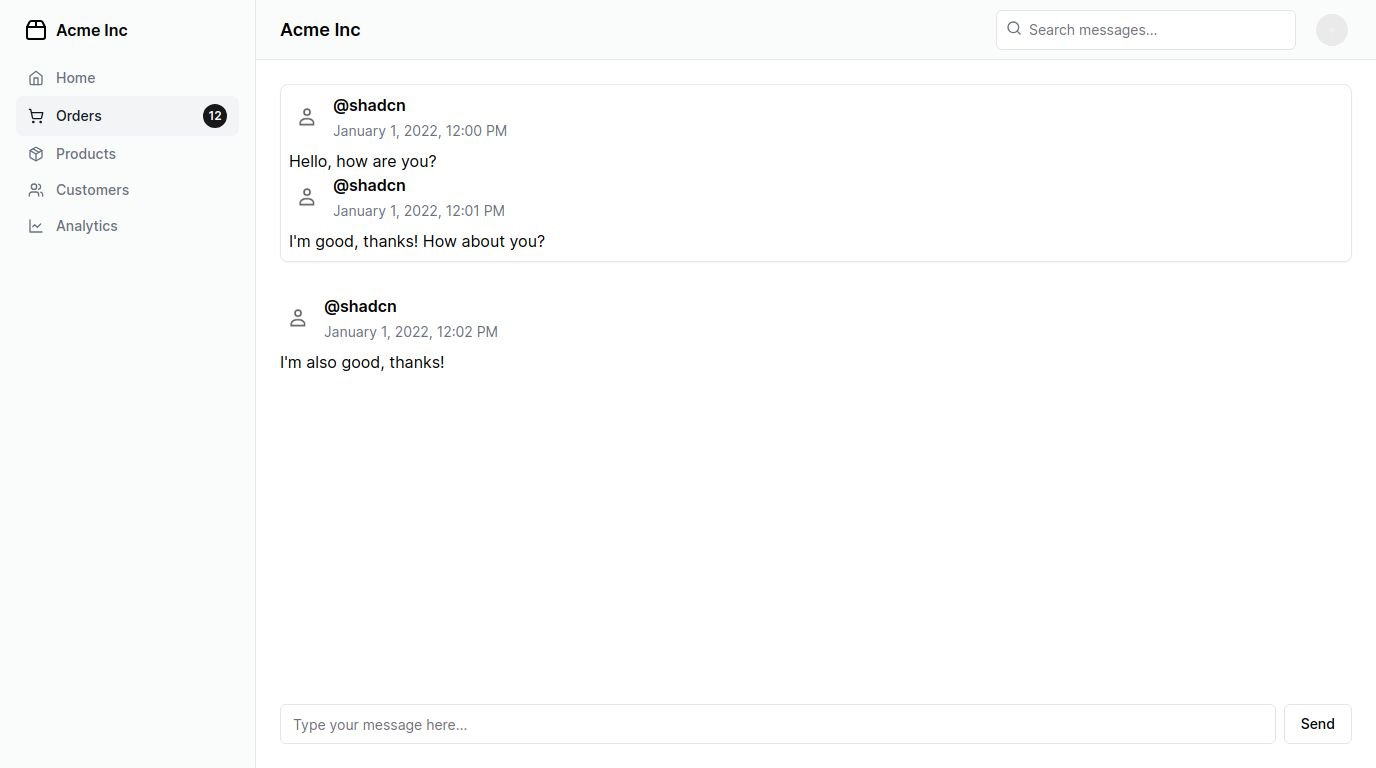 Acme Inc
Home
Orders 12
Products
Customers
Analytics
Acme Inc
Search messages...
@shadcn
January 1, 2022, 12:00 PM
Hello, how are you?
@shadcn
January 1, 2022, 12:01 PM
I'm good, thanks! How about you?
@shadcn
January 1, 2022, 12:02 PM
I'm also good, thanks!
Type your message here...
Send